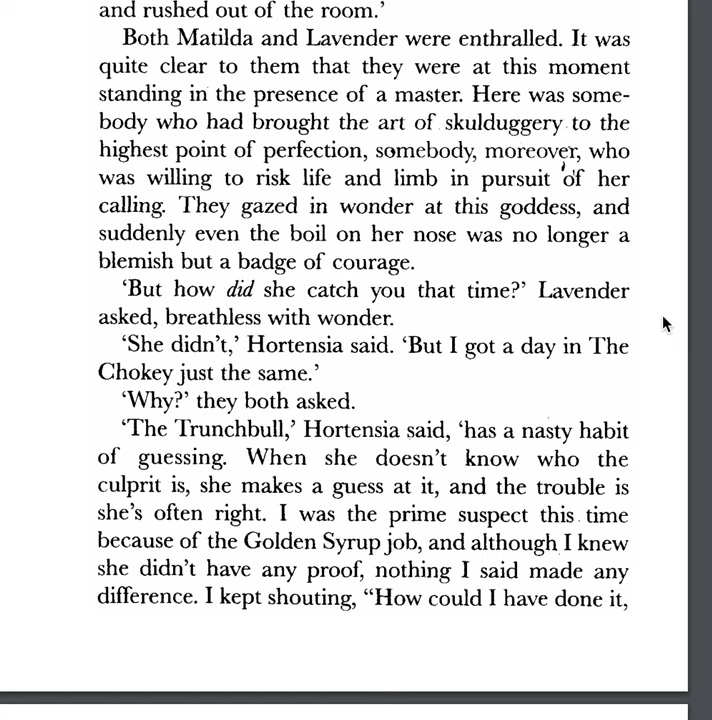 and rushed out of the room.’
Both Matilda and Lavender were enthralled. It was
quite clear to them that they were at this moment
standing in the presence of a master. Here was some-
body who had brought the art of skulduggery to the
highest point of perfection, somebody, moreover, who
was willing to risk life and limb in pursuit of her
calling. They gazed in wonder at this goddess, and
suddenly even the boil on her nose was no longer a
blemish but a badge of courage.
‘But how did she catch you that time?’ Lavender
asked, breathless with wonder.
‘She didn’t,’ Hortensia said. ‘But I got a day in The
Chokey just the same.’
‘Why?’ they both asked.
‘The Trunchbull,’ Hortensia said, ‘has a nasty habit
of guessing. When she doesn’t know who the
culprit is, she makes a guess at it, and the trouble is
she’s often right. I was the prime suspect this time
because of the Golden Syrup job, and although I knew
she didn’t have any proof, nothing I said made any
difference. I kept shouting, “How could I have done it,